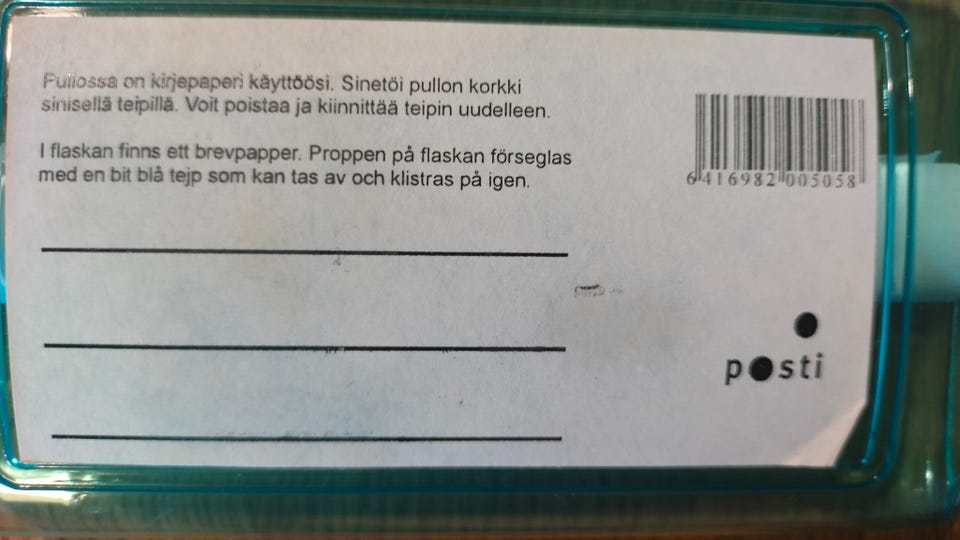 Pullossa on kirjepaperi käyttöösi. Sinetöi pullon korkki
sinisellä teipillä. Voit poistaa ja kiinnittää teipin uudelleen.
I flaskan finns ett brevpapper. Proppen på flaskan förseglas
med en bit blå tejp som kan tas av och klistras på igen.
6 416982 005058
posti